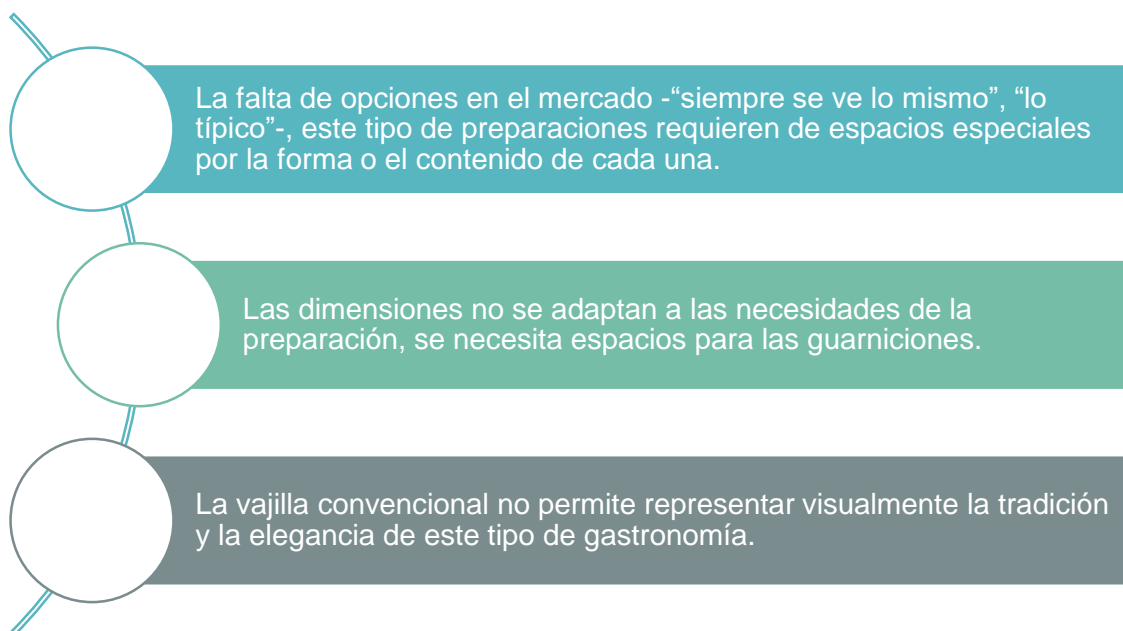 La falta de opciones en el mercado -“siempre se ve lo mismo”, “lo
típico”-, este tipo de preparaciones requieren de espacios especiales
por la forma o el contenido de cada una.
Las dimensiones no se adaptan a las necesidades de la
preparación, se necesita espacios para las guarniciones.
La vajilla convencional no permite representar visualmente la tradición
y la elegancia de este tipo de gastronomía.